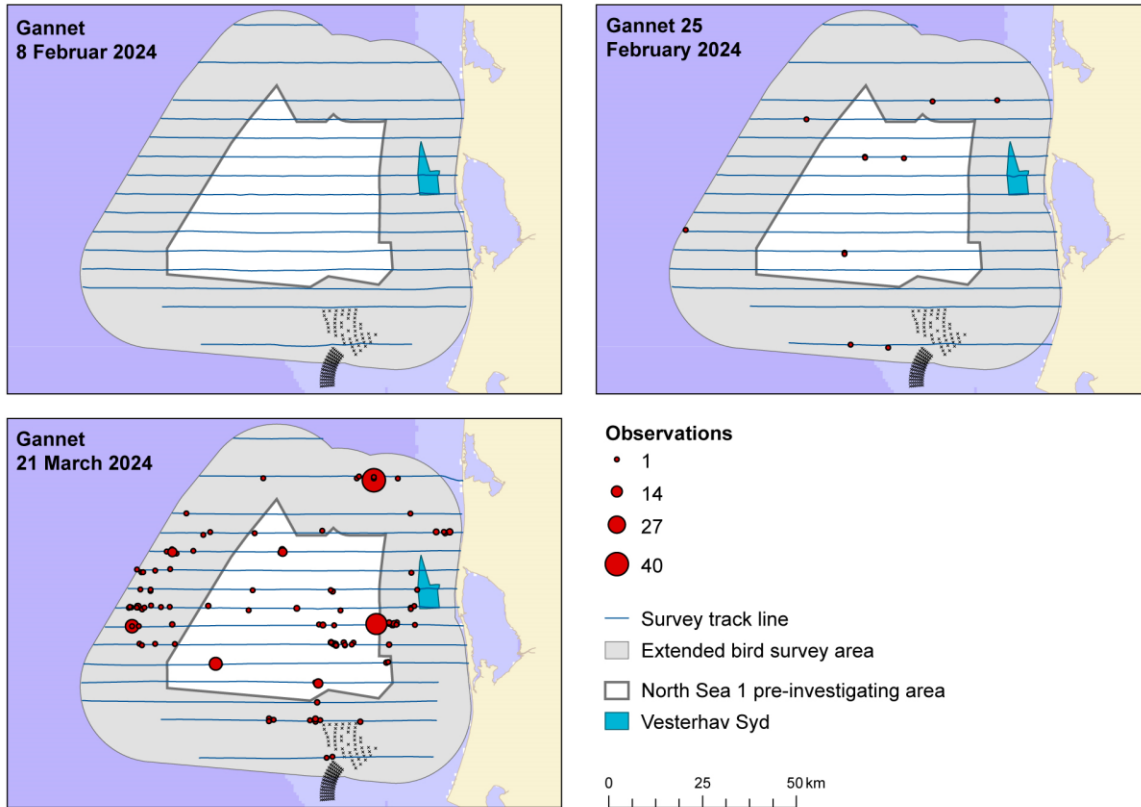 Gannet
8 Februar 2024
Gannet 25
February 2024
Gannet
21 March 2024
Observations
1
14
27
40
Survey track line
Extended bird survey area
North Sea 1 pre-investigating area
Vesterhav Syd
0 25 50 km